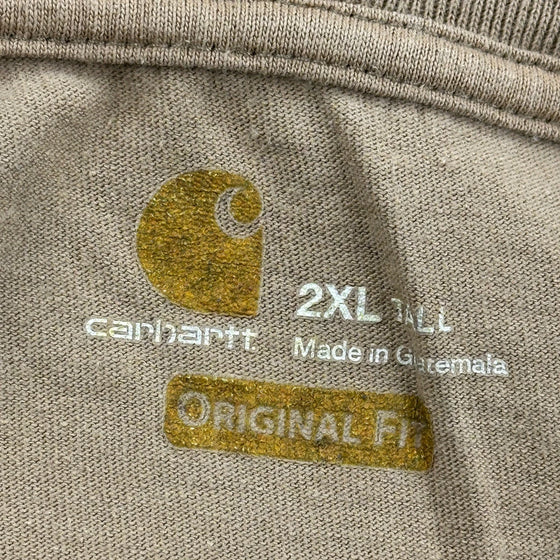 carhartt
2XL TALL
Made in Guatemala
ORIGINAL FIT